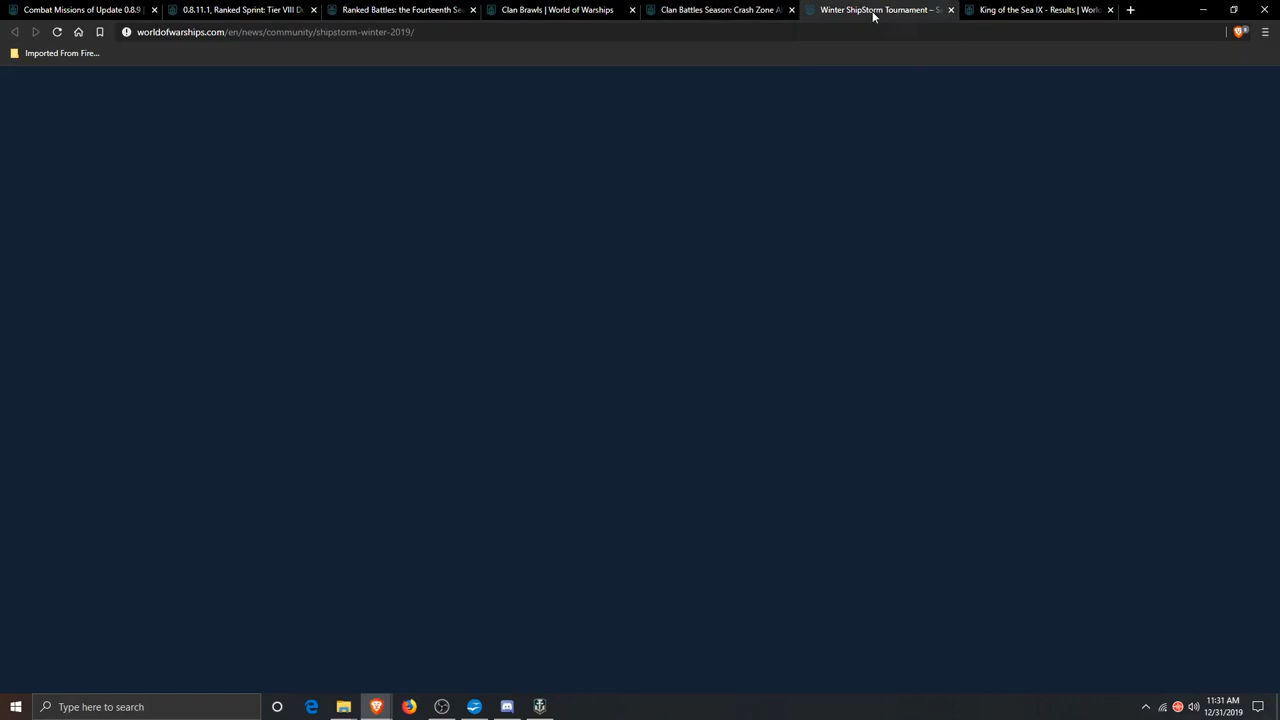 Combat Missions of Update 0.8.9 |
0.8.11.1, Ranked Sprint: Tier VIII Du
Ranked Battles: the Fourteenth Se
Clan Brawls | World of Warships
Clan Battles Season: Crash Zone Al
Winter ShipStorm Tournament – S
King of the Sea IX - Results | World
worldofwarships.com/en/news/community/shipstorm-winter-2019/
Imported From Fire...
Type here to search
11:31 AM
12/31/2019